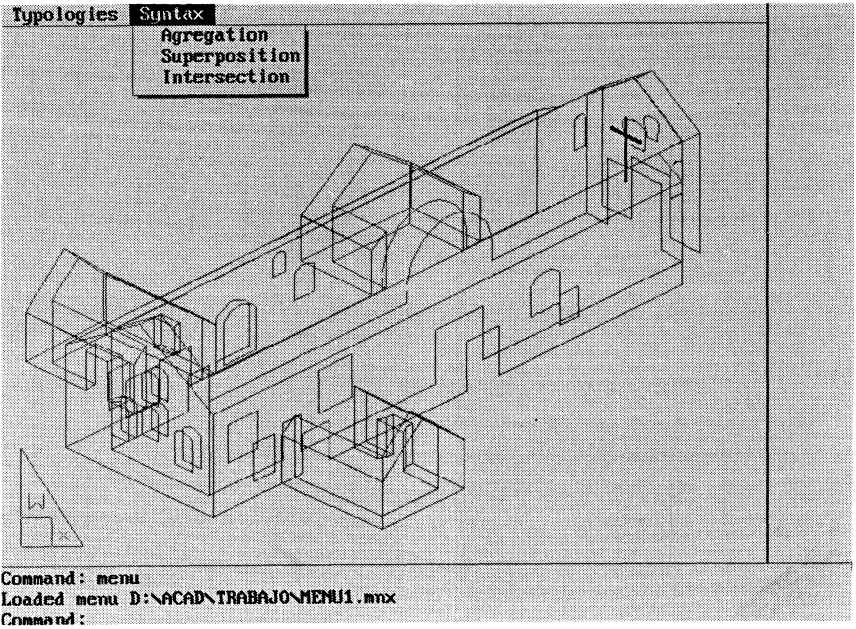 Typologies Syntax
Agregation
Superposition
Intersection
W
X
Command: menu
Loaded menu D:\ACAD\TRABAJO\MENU1.mnx
Command: